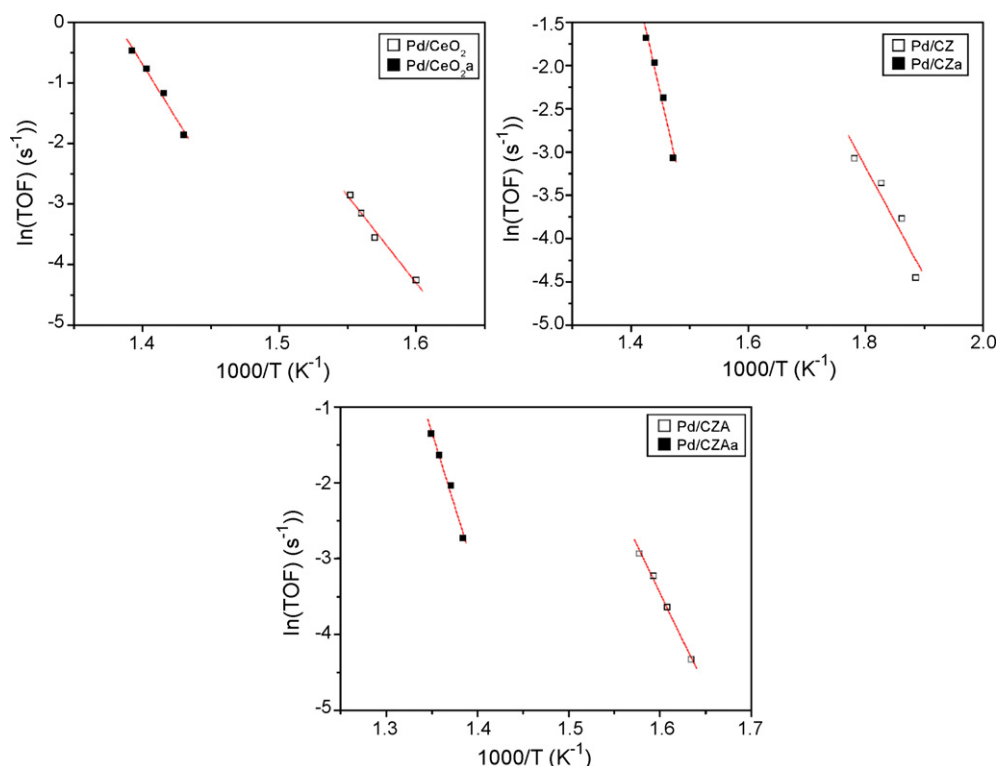 0
-1
-2
-3
-4
-5
ln(TOF) (s⁻¹))
1.4
1.5
1.6
1000/T (K⁻¹)
Pd/CeO₂
Pd/CeO₂a
-1.5
-2.0
-2.5
-3.0
-3.5
-4.0
-4.5
-5.0
ln(TOF) (s⁻¹))
1.4
1.6
1.8
2.0
1000/T (K⁻¹)
Pd/CZ
Pd/CZa
-1
-2
-3
-4
-5
ln(TOF) (s⁻¹))
1.3
1.4
1.5
1.6
1.7
1000/T (K⁻¹)
Pd/CZA
Pd/CZAa